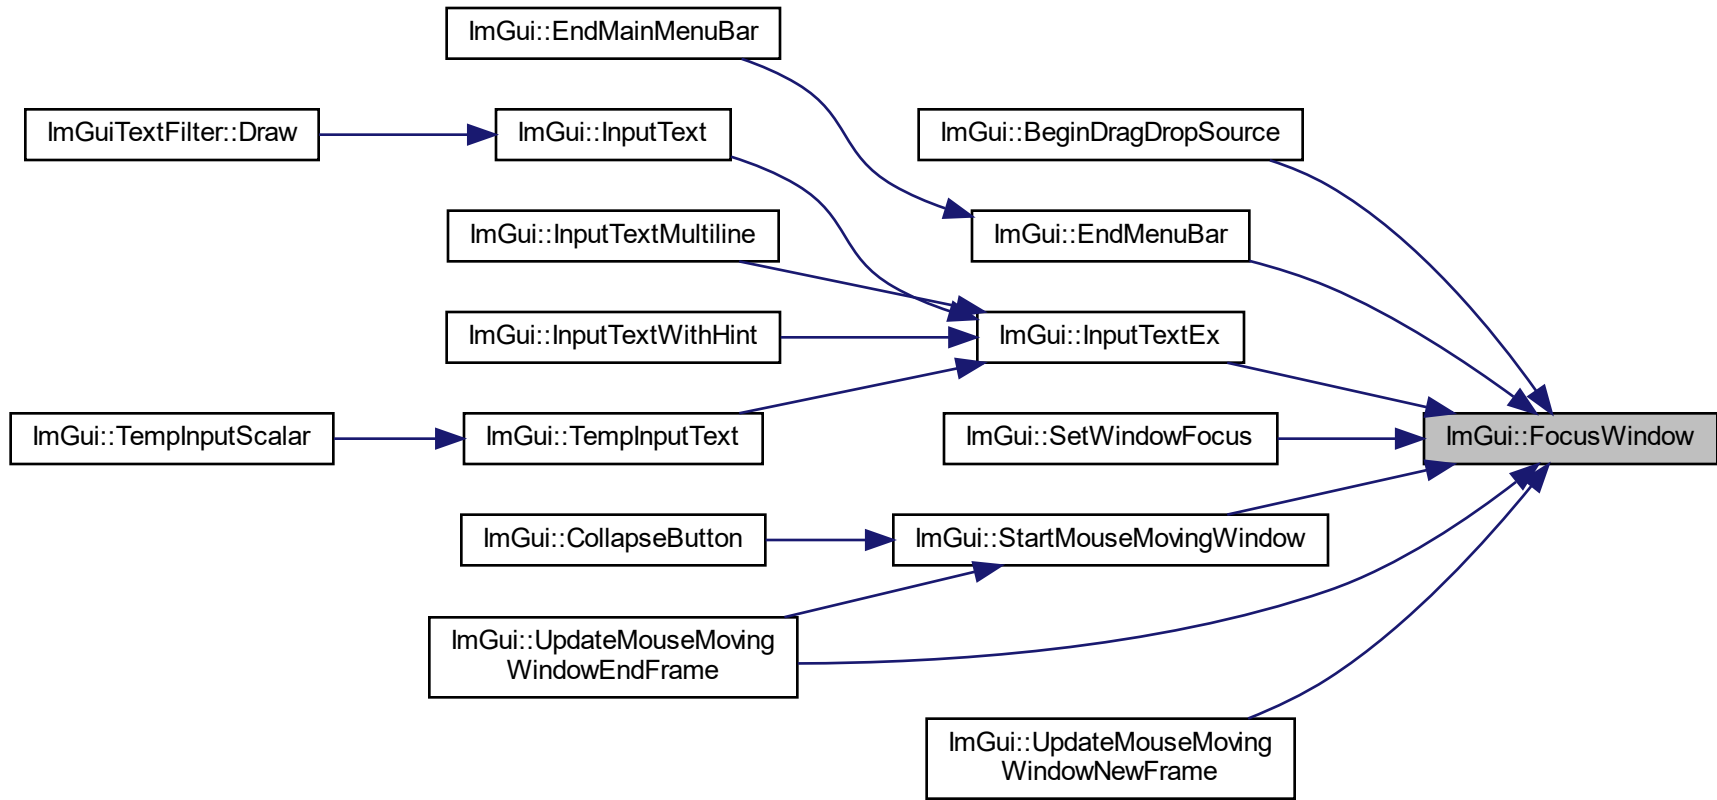 ImGui::EndMainMenuBar
ImGuiTextFilter::Draw
ImGui::InputText
ImGui::BeginDragDropSource
ImGui::InputTextMultiline
ImGui::EndMenuBar
ImGui::InputTextWithHint
ImGui::InputTextEx
ImGui::TempInputScalar
ImGui::TempInputText
ImGui::SetWindowFocus
ImGui::FocusWindow
ImGui::CollapseButton
ImGui::StartMouseMovingWindow
ImGui::UpdateMouseMoving
WindowEndFrame
ImGui::UpdateMouseMoving
WindowNewFrame